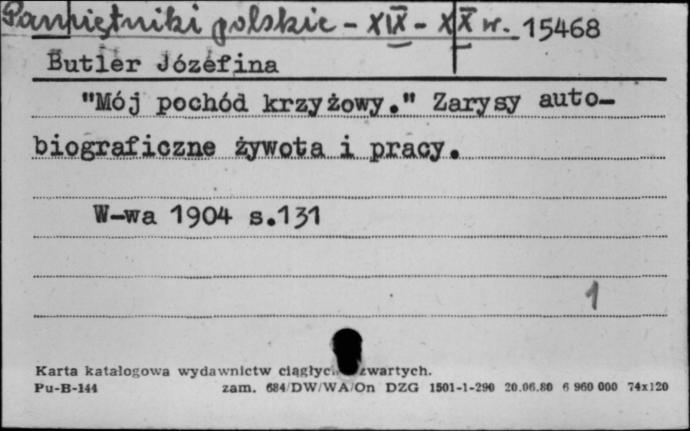 Pamiętniki polskie - XIX - XX w. 15468
Butler Józefina
"Mój pochód krzyżowy." Zarysy auto-
biograficzne żywota i pracy.
W-wa 1904 s.131
1
Karta katalogowa wydawnictw ciągłyc zwartych.
Pu-B-144 zam. 684/DW/WA/On DZG 1501-1-290 20.06.80 6 960 000 74x120